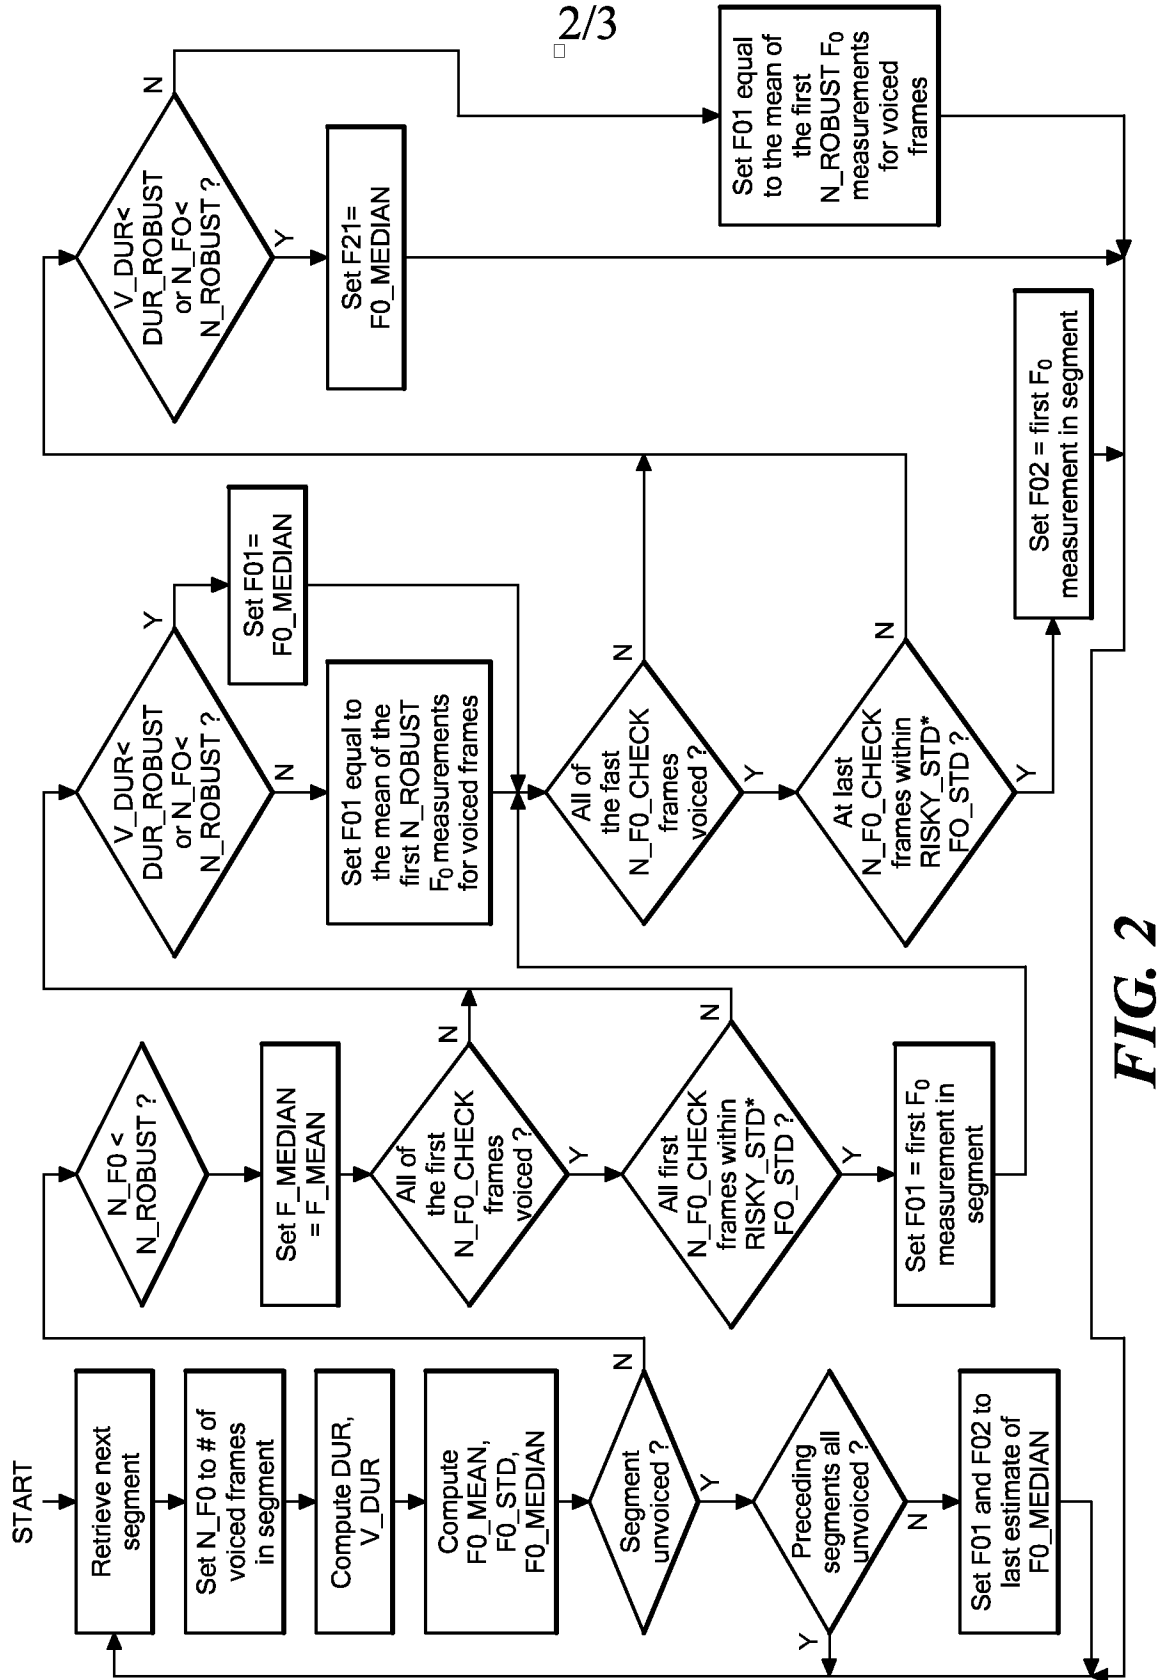 2/3
START
Retrieve next
segment
Set N_F0 to # of
voiced frames
in segment
Compute DUR,
V_DUR
Compute
F0_MEAN,
F0_STD,
F0_MEDIAN
Segment
unvoiced ?
N
Y
Preceding
segments all
unvoiced ?
Y
N
Set F01 and F02 to
last estimate of
F0_MEDIAN
N_F0 <
N_ROBUST ?
Set F_MEDIAN
= F_MEAN
All of
the first
N_F0_CHECK
frames
voiced ?
N
Y
All first
N_F0_CHECK
frames within
RISKY_STD*
FO_STD ?
N
Y
Set F01 = first F0
measurement in
segment
V_DUR<
DUR_ROBUST
or N_FO<
N_ROBUST ?
Y
N
Set F01=
F0_MEDIAN
Set F01 equal to
the mean of the
first N_ROBUST
F0 measurements
for voiced frames
All of
the fast
N_F0_CHECK
frames
voiced ?
N
Y
At last
N_F0_CHECK
frames within
RISKY_STD*
FO_STD ?
N
Y
Set F02 = first F0
measurement in segment
V_DUR<
DUR_ROBUST
or N_FO<
N_ROBUST ?
N
Y
Set F21=
F0_MEDIAN
Set F01 equal
to the mean of
the first
N_ROBUST F0
measurements
for voiced
frames
FIG. 2